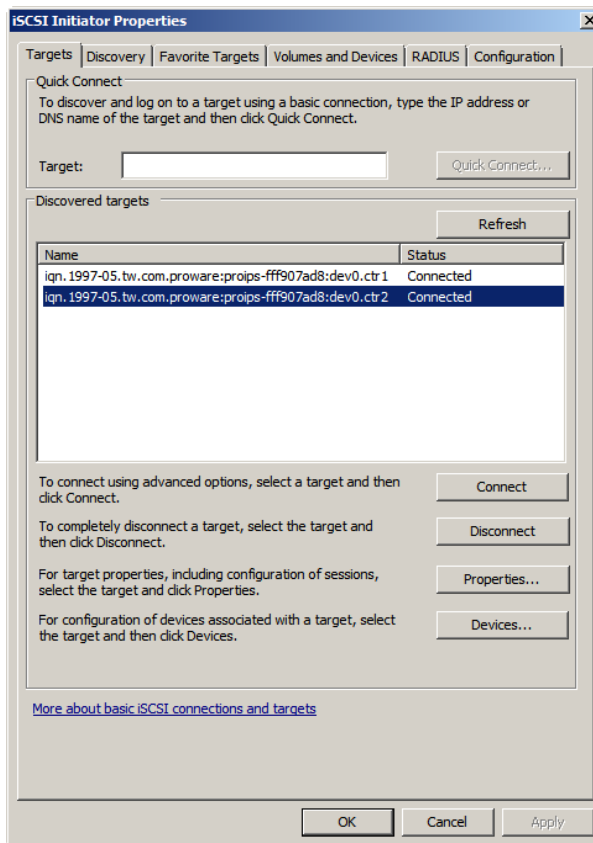 iSCSI Initiator Properties
Targets Discovery Favorite Targets Volumes and Devices RADIUS Configuration
Quick Connect
To discover and log on to a target using a basic connection, type the IP address or
DNS name of the target and then click Quick Connect.
Target:
Quick Connect...
Discovered targets
Refresh
Name Status
iqn.1997-05.tw.com.proware:proips-fff907ad8:dev0.ctr1 Connected
iqn.1997-05.tw.com.proware:proips-fff907ad8:dev0.ctr2 Connected
To connect using advanced options, select a target and then
click Connect.
Connect
To completely disconnect a target, select the target and
then click Disconnect.
Disconnect
For target properties, including configuration of sessions,
select the target and click Properties.
Properties...
For configuration of devices associated with a target, select
the target and then click Devices.
Devices...
More about basic iSCSI connections and targets
OK Cancel Apply